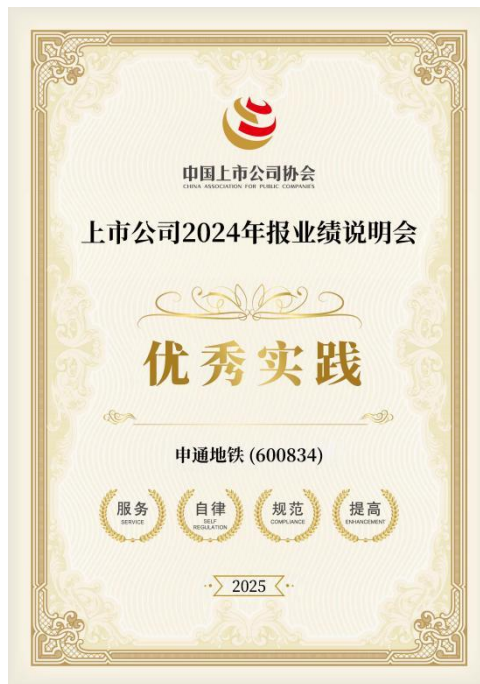 中国上市公司协会
CHINA ASSOCIATION FOR PUBLIC COMPANIES
上市公司2024年报业绩说明会
优秀实践
申通地铁 (600834)
服务 自律 规范 提高
SERVICE SELF REGULATION COMPLIANCE ENHANCEMENT
2025